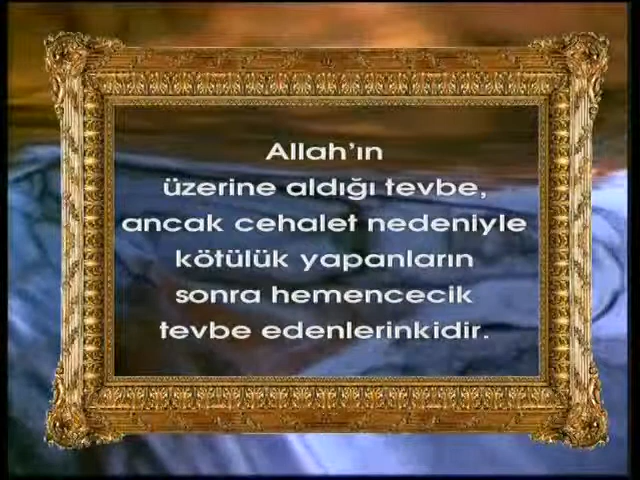 Allah'ın
üzerine aldığı tevbe,
ancak cehalet nedeniyle
kötülük yapanların
sonra hemencecik
tevbe edenlerinkidir.